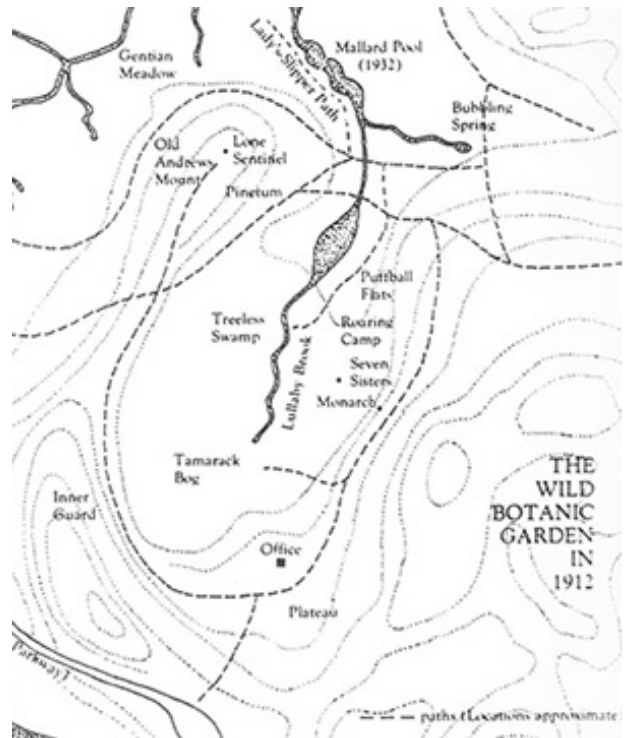 Gentian
Meadow
Lady's-Slipper Path
Mallard Pool
(1932)
Bubbling
Spring
Old
Andrews
Mount
Lone
Sentinel
Pinetum
Puffball
Flats
Treeless
Swamp
Lullaby Brook
Roaring
Camp
Seven
Sisters
Monarch
Tamarack
Bog
Inner
Guard
THE
WILD
BOTANIC
GARDEN
IN
1912
Office
Plateau
Parkway)
paths (Locations approximate)